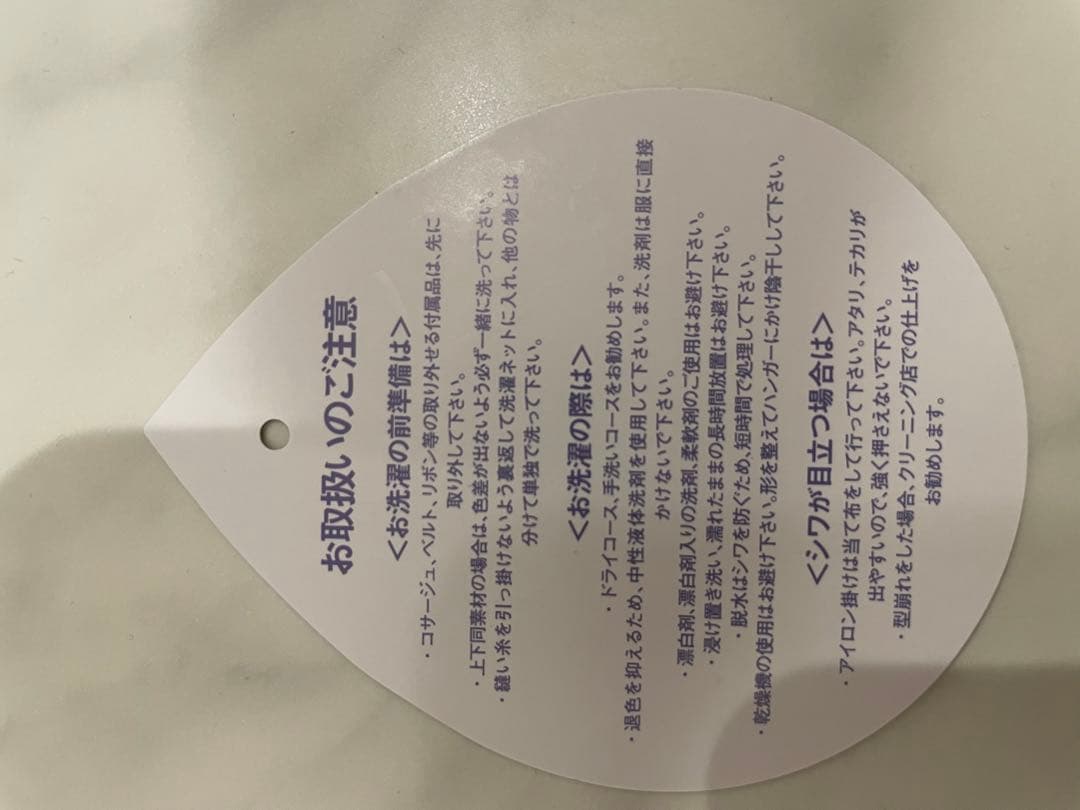 お取扱いのご注意
＜お洗濯の前準備は＞
・コサージュ、ベルト、リボン等の取り外せる付属品は、先に
取り外して下さい。
・上下同素材の場合は、色差が出ないよう必ず一緒に洗って下さい。
・縫い糸を引っ掛けないよう裏返して洗濯ネットに入れ、他の物とは
分けて単独で洗って下さい。
＜お洗濯の際は＞
・ドライコース、手洗いコースをお勧めします。
・退色を抑えるため、中性液体洗剤を使用して下さい。また、洗剤は服に直接
かけないで下さい。
・漂白剤、漂白剤入りの洗剤、柔軟剤のご使用はお避け下さい。
・浸け置き洗い、濡れたままの長時間放置はお避け下さい。
・脱水はシワを防ぐため、短時間で処理して下さい。
・乾燥機の使用はお避け下さい。形を整えてハンガーにかけ陰干しして下さい。
＜シワが目立つ場合は＞
・アイロン掛けは当て布をして行って下さい。アタリ、テカリが
出やすいので、強く押さえないで下さい。
・型崩れをした場合、クリーニング店での仕上げを
お勧めします。